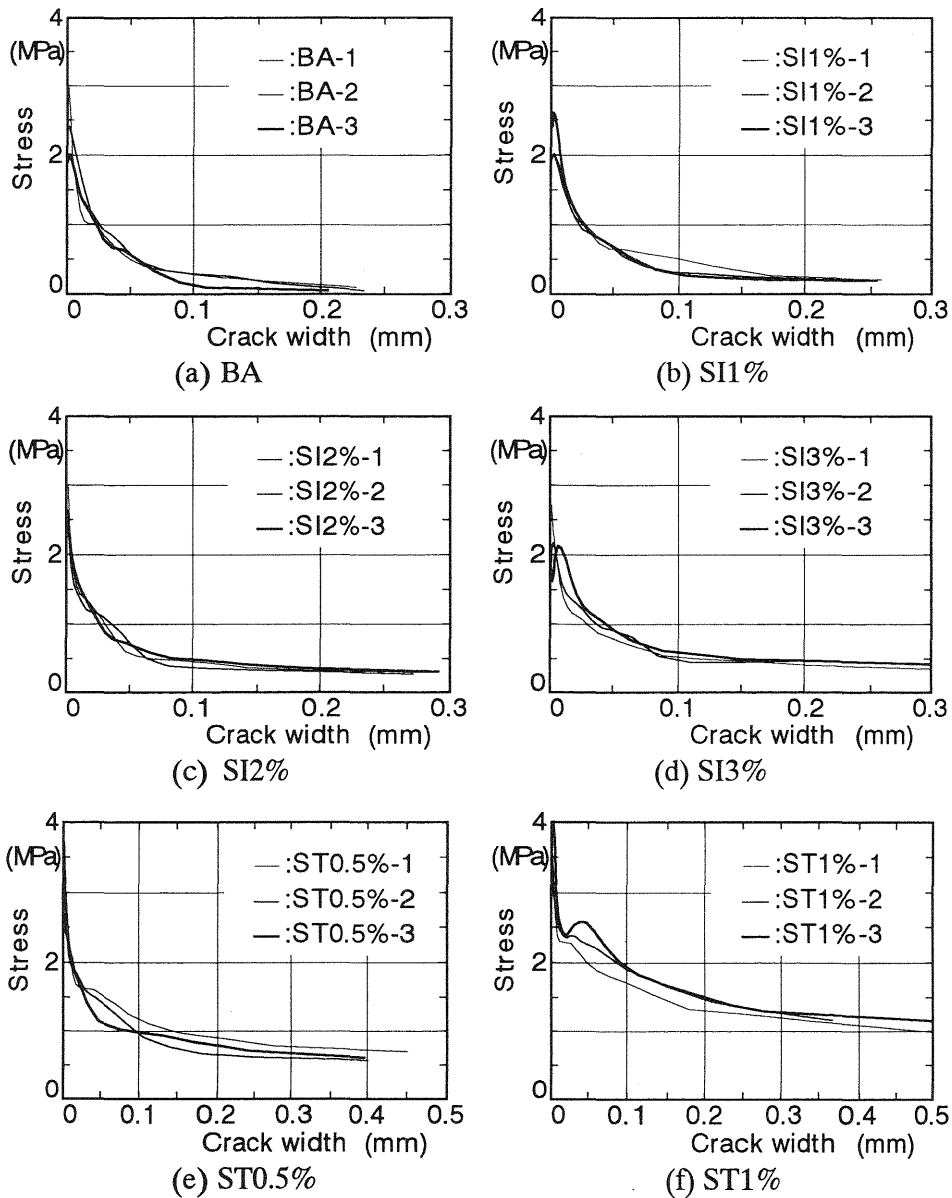 4
(MPa)
Stress
2
0
:BA-1
:BA-2
:BA-3
0 0.1 0.2 0.3
Crack width (mm)
(a) BA
4
(MPa)
Stress
2
0
:SI1%-1
:SI1%-2
:SI1%-3
0 0.1 0.2 0.3
Crack width (mm)
(b) SI1%
4
(MPa)
Stress
2
0
:SI2%-1
:SI2%-2
:SI2%-3
0 0.1 0.2 0.3
Crack width (mm)
(c) SI2%
4
(MPa)
Stress
2
0
:SI3%-1
:SI3%-2
:SI3%-3
0 0.1 0.2 0.3
Crack width (mm)
(d) SI3%
4
(MPa)
Stress
2
0
:ST0.5%-1
:ST0.5%-2
:ST0.5%-3
0 0.1 0.2 0.3 0.4 0.5
Crack width (mm)
(e) ST0.5%
4
(MPa)
Stress
2
0
:ST1%-1
:ST1%-2
:ST1%-3
0 0.1 0.2 0.3 0.4 0.5
Crack width (mm)
(f) ST1%